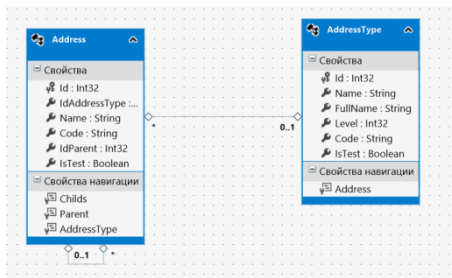 Address
Свойства
Id : Int32
IdAddressType :...
Name : String
Code : String
IdParent : Int32
IsTest : Boolean
Свойства навигации
Childs
Parent
AddressType
0..1
*
*
0..1
AddressType
Свойства
Id : Int32
Name : String
FullName : String
Level : Int32
Code : String
IsTest : Boolean
Свойства навигации
Address